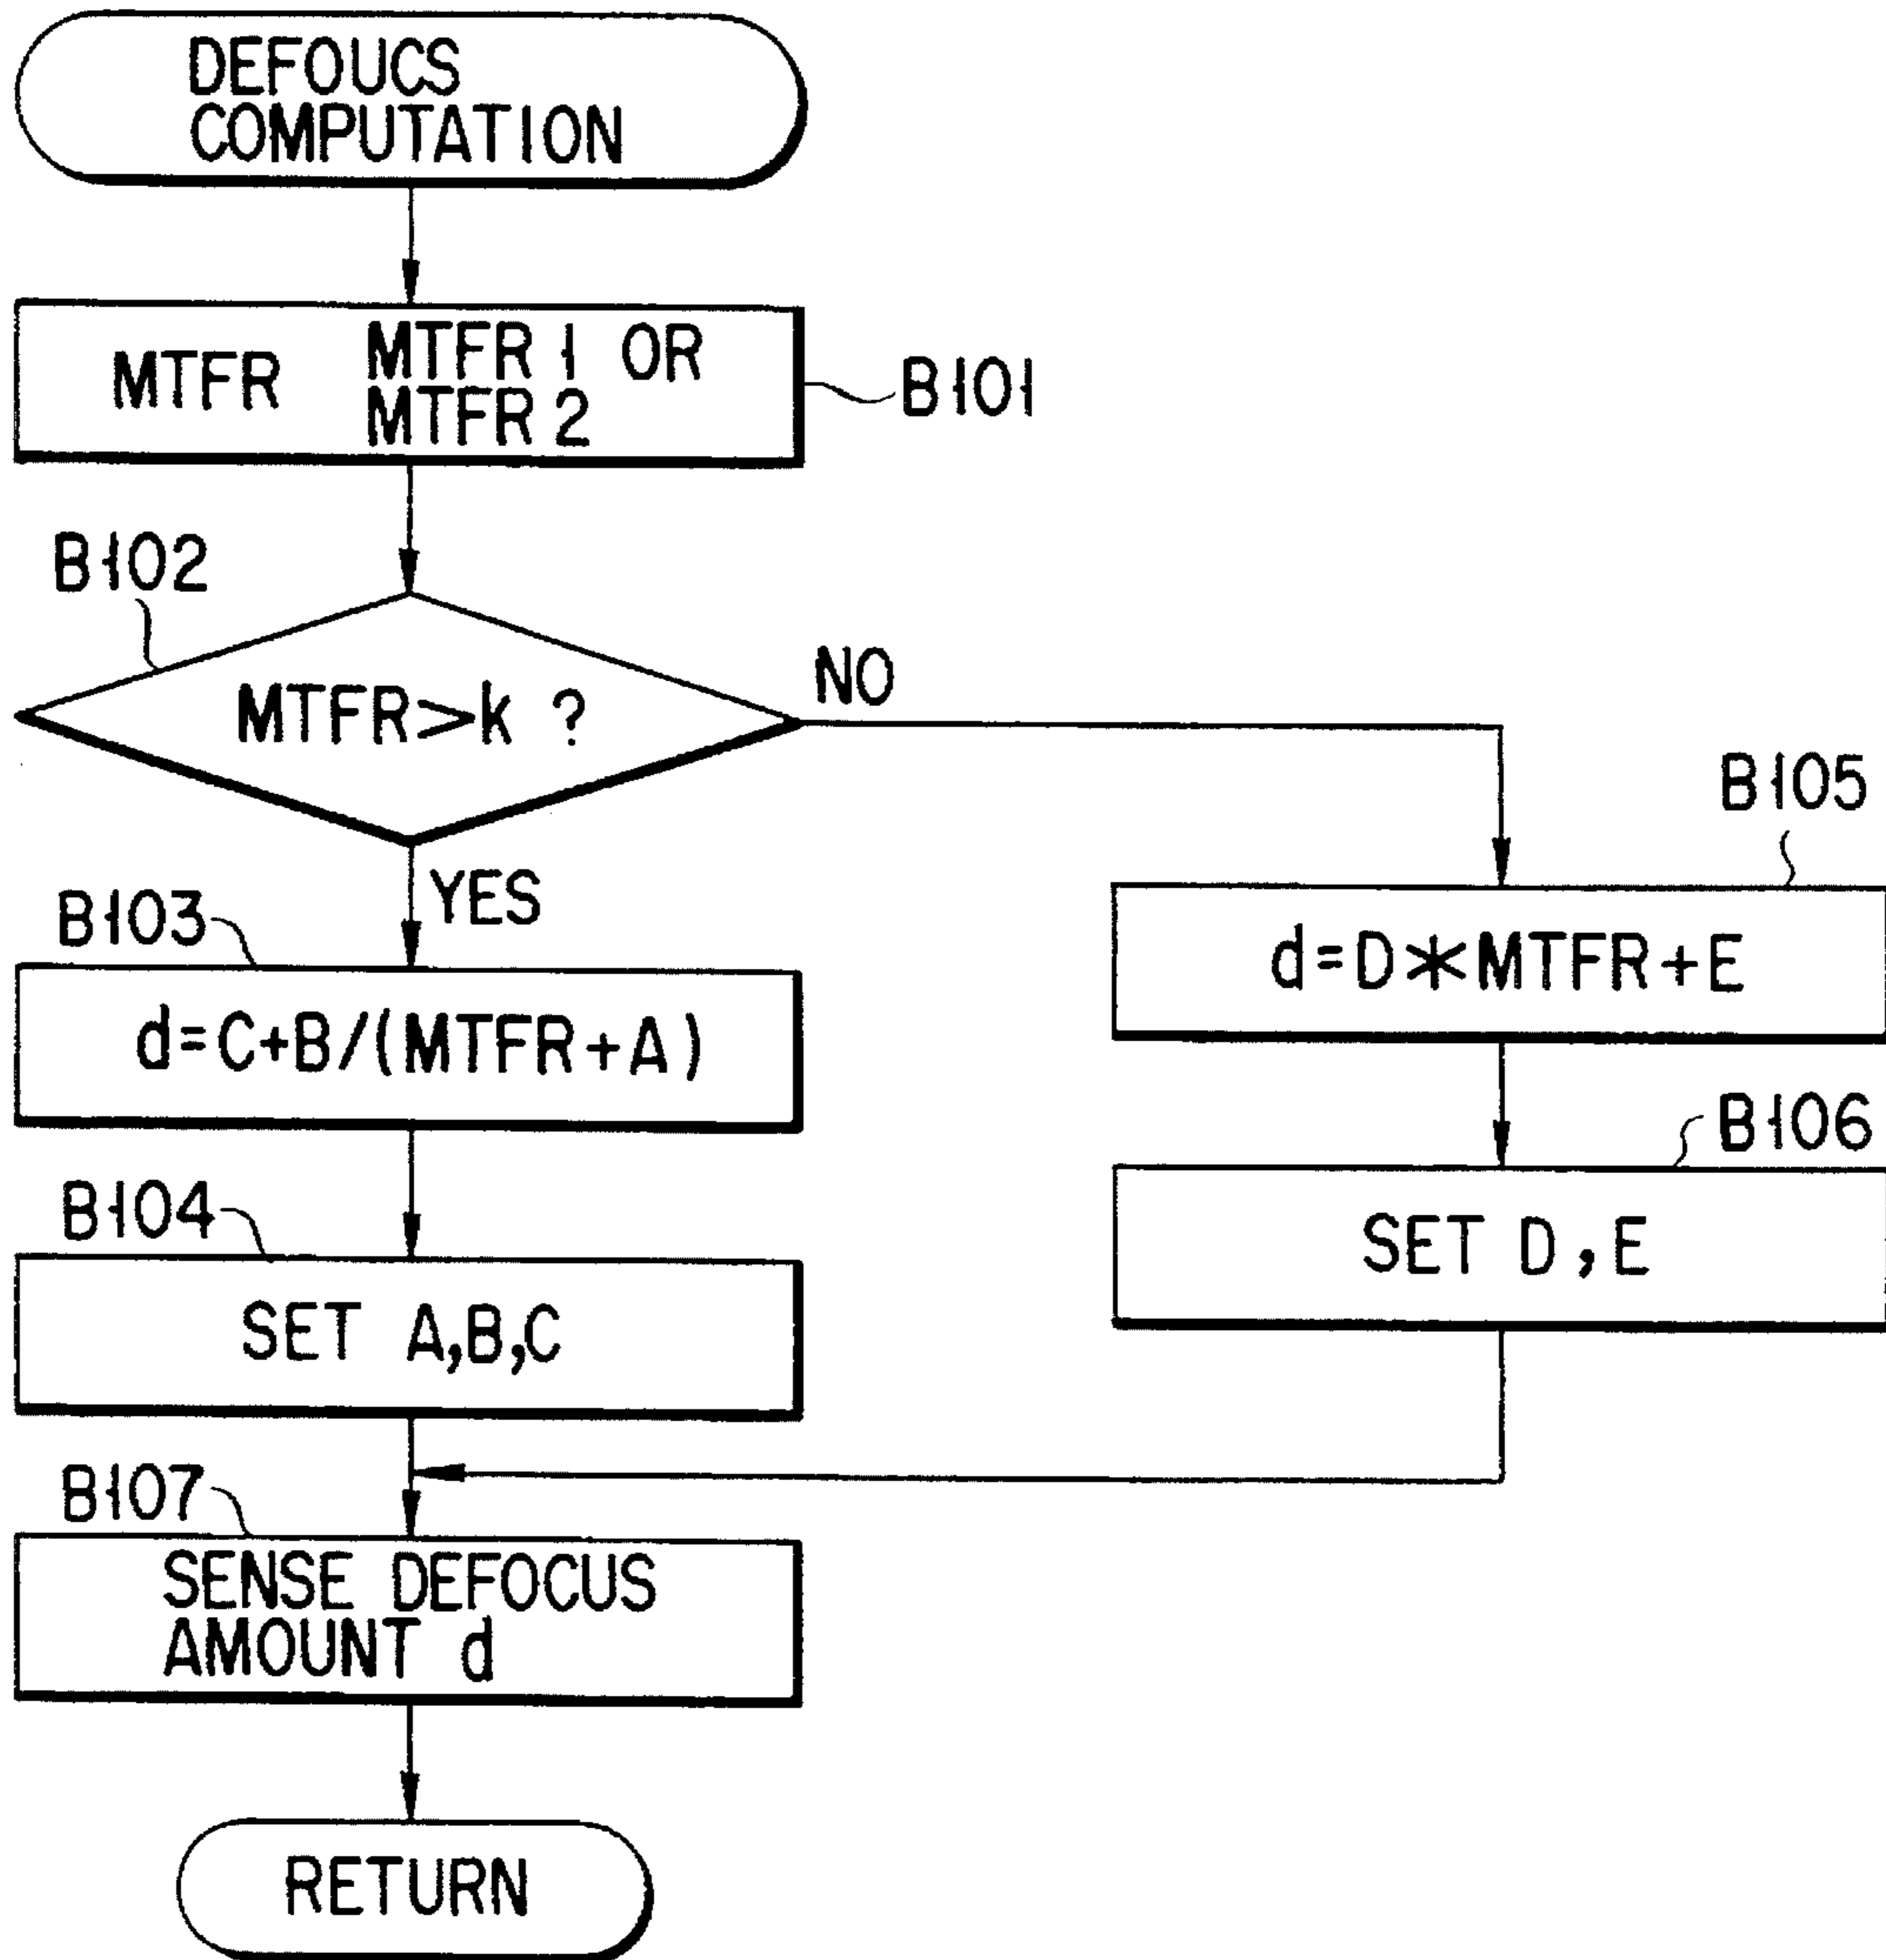 DEFOUCS
COMPUTATION
MTFR MTFR1 OR
MTFR2
B101
B102
MTFR>k ?
NO
YES
B103
d=C+B/(MTFR+A)
B104
SET A,B,C
B105
d=D*MTFR+E
B106
SET D,E
B107
SENSE DEFOCUS
AMOUNT d
RETURN